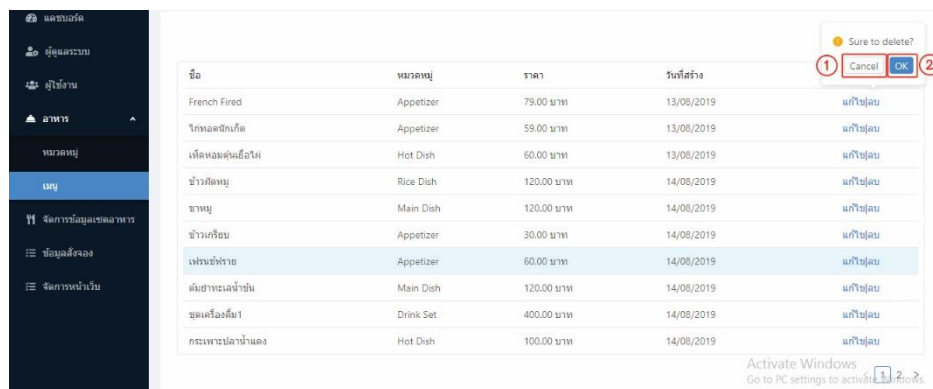 แดชบอร์ด
ผู้ดูแลระบบ
ผู้ใช้งาน
อาหาร
หมวดหมู่
เมนู
จัดการข้อมูลเซตอาหาร
ข้อมูลสั่งจอง
จัดการหน้าเว็บ
Sure to delete?
1 Cancel OK 2
ชื่อ หมวดหมู่ ราคา วันที่สร้าง
French Fired Appetizer 79.00 บาท 13/08/2019 แก้ไข|ลบ
ไก่ทอดนักเก็ต Appetizer 59.00 บาท 13/08/2019 แก้ไข|ลบ
เห็ดหอมตุ๋นเยื่อไผ่ Hot Dish 60.00 บาท 13/08/2019 แก้ไข|ลบ
ข้าวผัดหมู Rice Dish 120.00 บาท 14/08/2019 แก้ไข|ลบ
ขาหมู Main Dish 120.00 บาท 14/08/2019 แก้ไข|ลบ
ข้าวเกรียบ Appetizer 30.00 บาท 14/08/2019 แก้ไข|ลบ
เฟรนช์ฟราย Appetizer 60.00 บาท 14/08/2019 แก้ไข|ลบ
ต้มยำทะเลน้ำข้น Main Dish 120.00 บาท 14/08/2019 แก้ไข|ลบ
ชุดเครื่องดื่ม1 Drink Set 400.00 บาท 14/08/2019 แก้ไข|ลบ
กระเพาะปลาน้ำแดง Hot Dish 100.00 บาท 14/08/2019 แก้ไข|ลบ
Activate Windows
Go to PC settings to activate Windows.
< 1 2 >